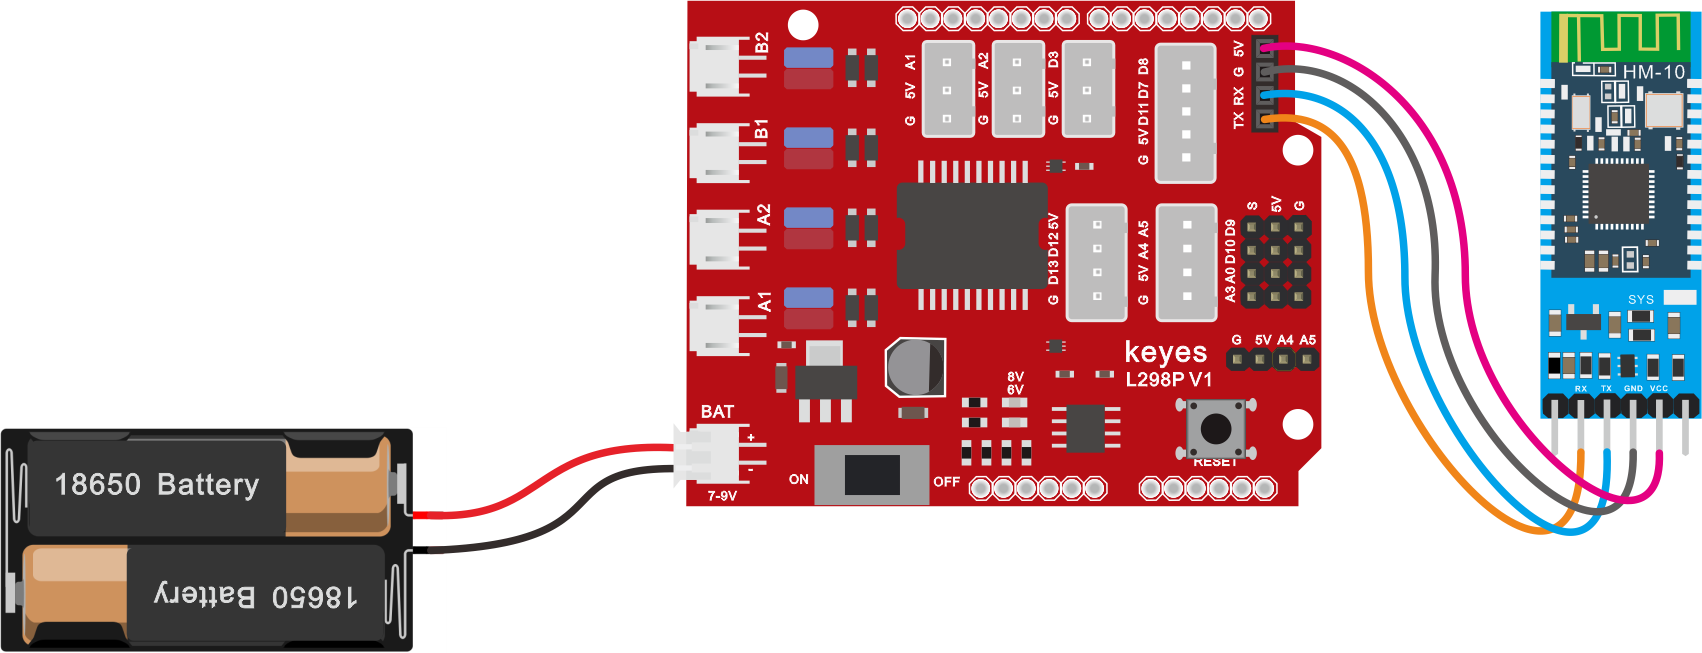 B2
B1
A2
A1
A1 5V G
A2 5V G
D3 5V G
D8 D7 D11 5V G
5V G RX TX
5V D12 D13 G
A5 A4 5V G
S 5V G
D9 D10 A0 A3
G 5V A4 A5
keyes
L298P V1
8V
6V
BAT
+
-
7-9V
ON
OFF
RESET
18650 Battery
18650 Battery
HM-10
SYS
RX TX GND VCC